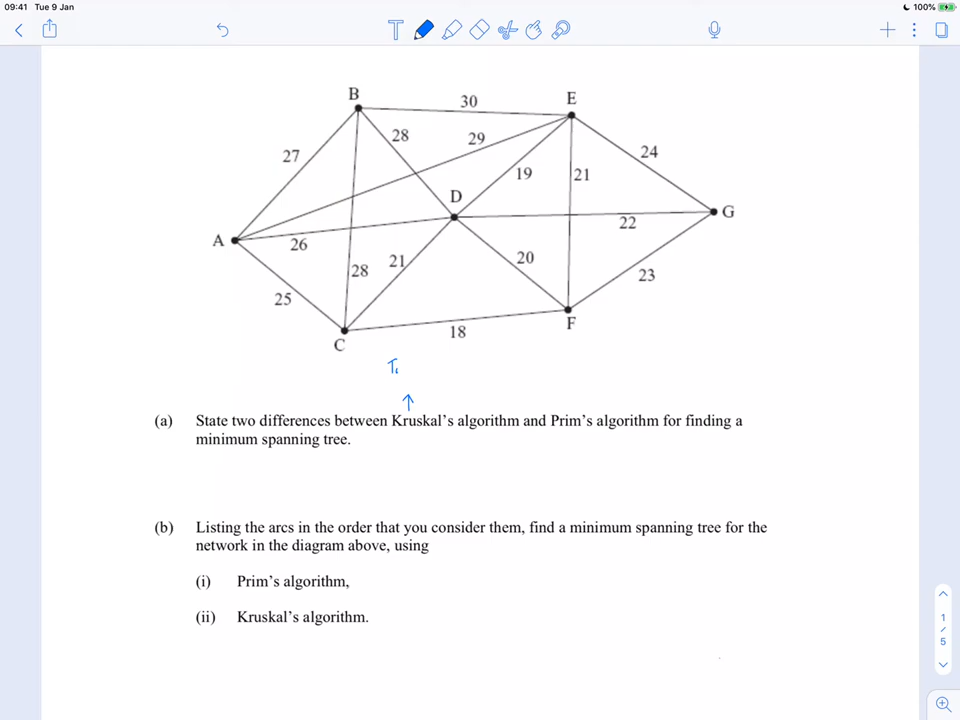 09:41 Tue 9 Jan
100%
B
E
30
28
29
27
24
19
21
D
A
G
26
22
21
20
28
23
25
18
F
C
(a) State two differences between Kruskal's algorithm and Prim's algorithm for finding a
minimum spanning tree.
(b) Listing the arcs in the order that you consider them, find a minimum spanning tree for the
network in the diagram above, using
(i) Prim's algorithm,
(ii) Kruskal's algorithm.
1
/
5